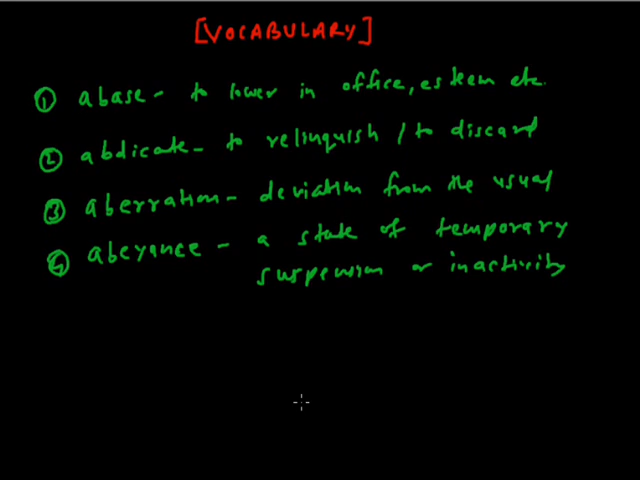 [VOCABULARY]
① abase - to lower in office, esteem etc.
② abdicate - to relinquish / to discard
③ aberration - deviation from the usual
④ abeyance - a state of temporary
suspension or inactivity